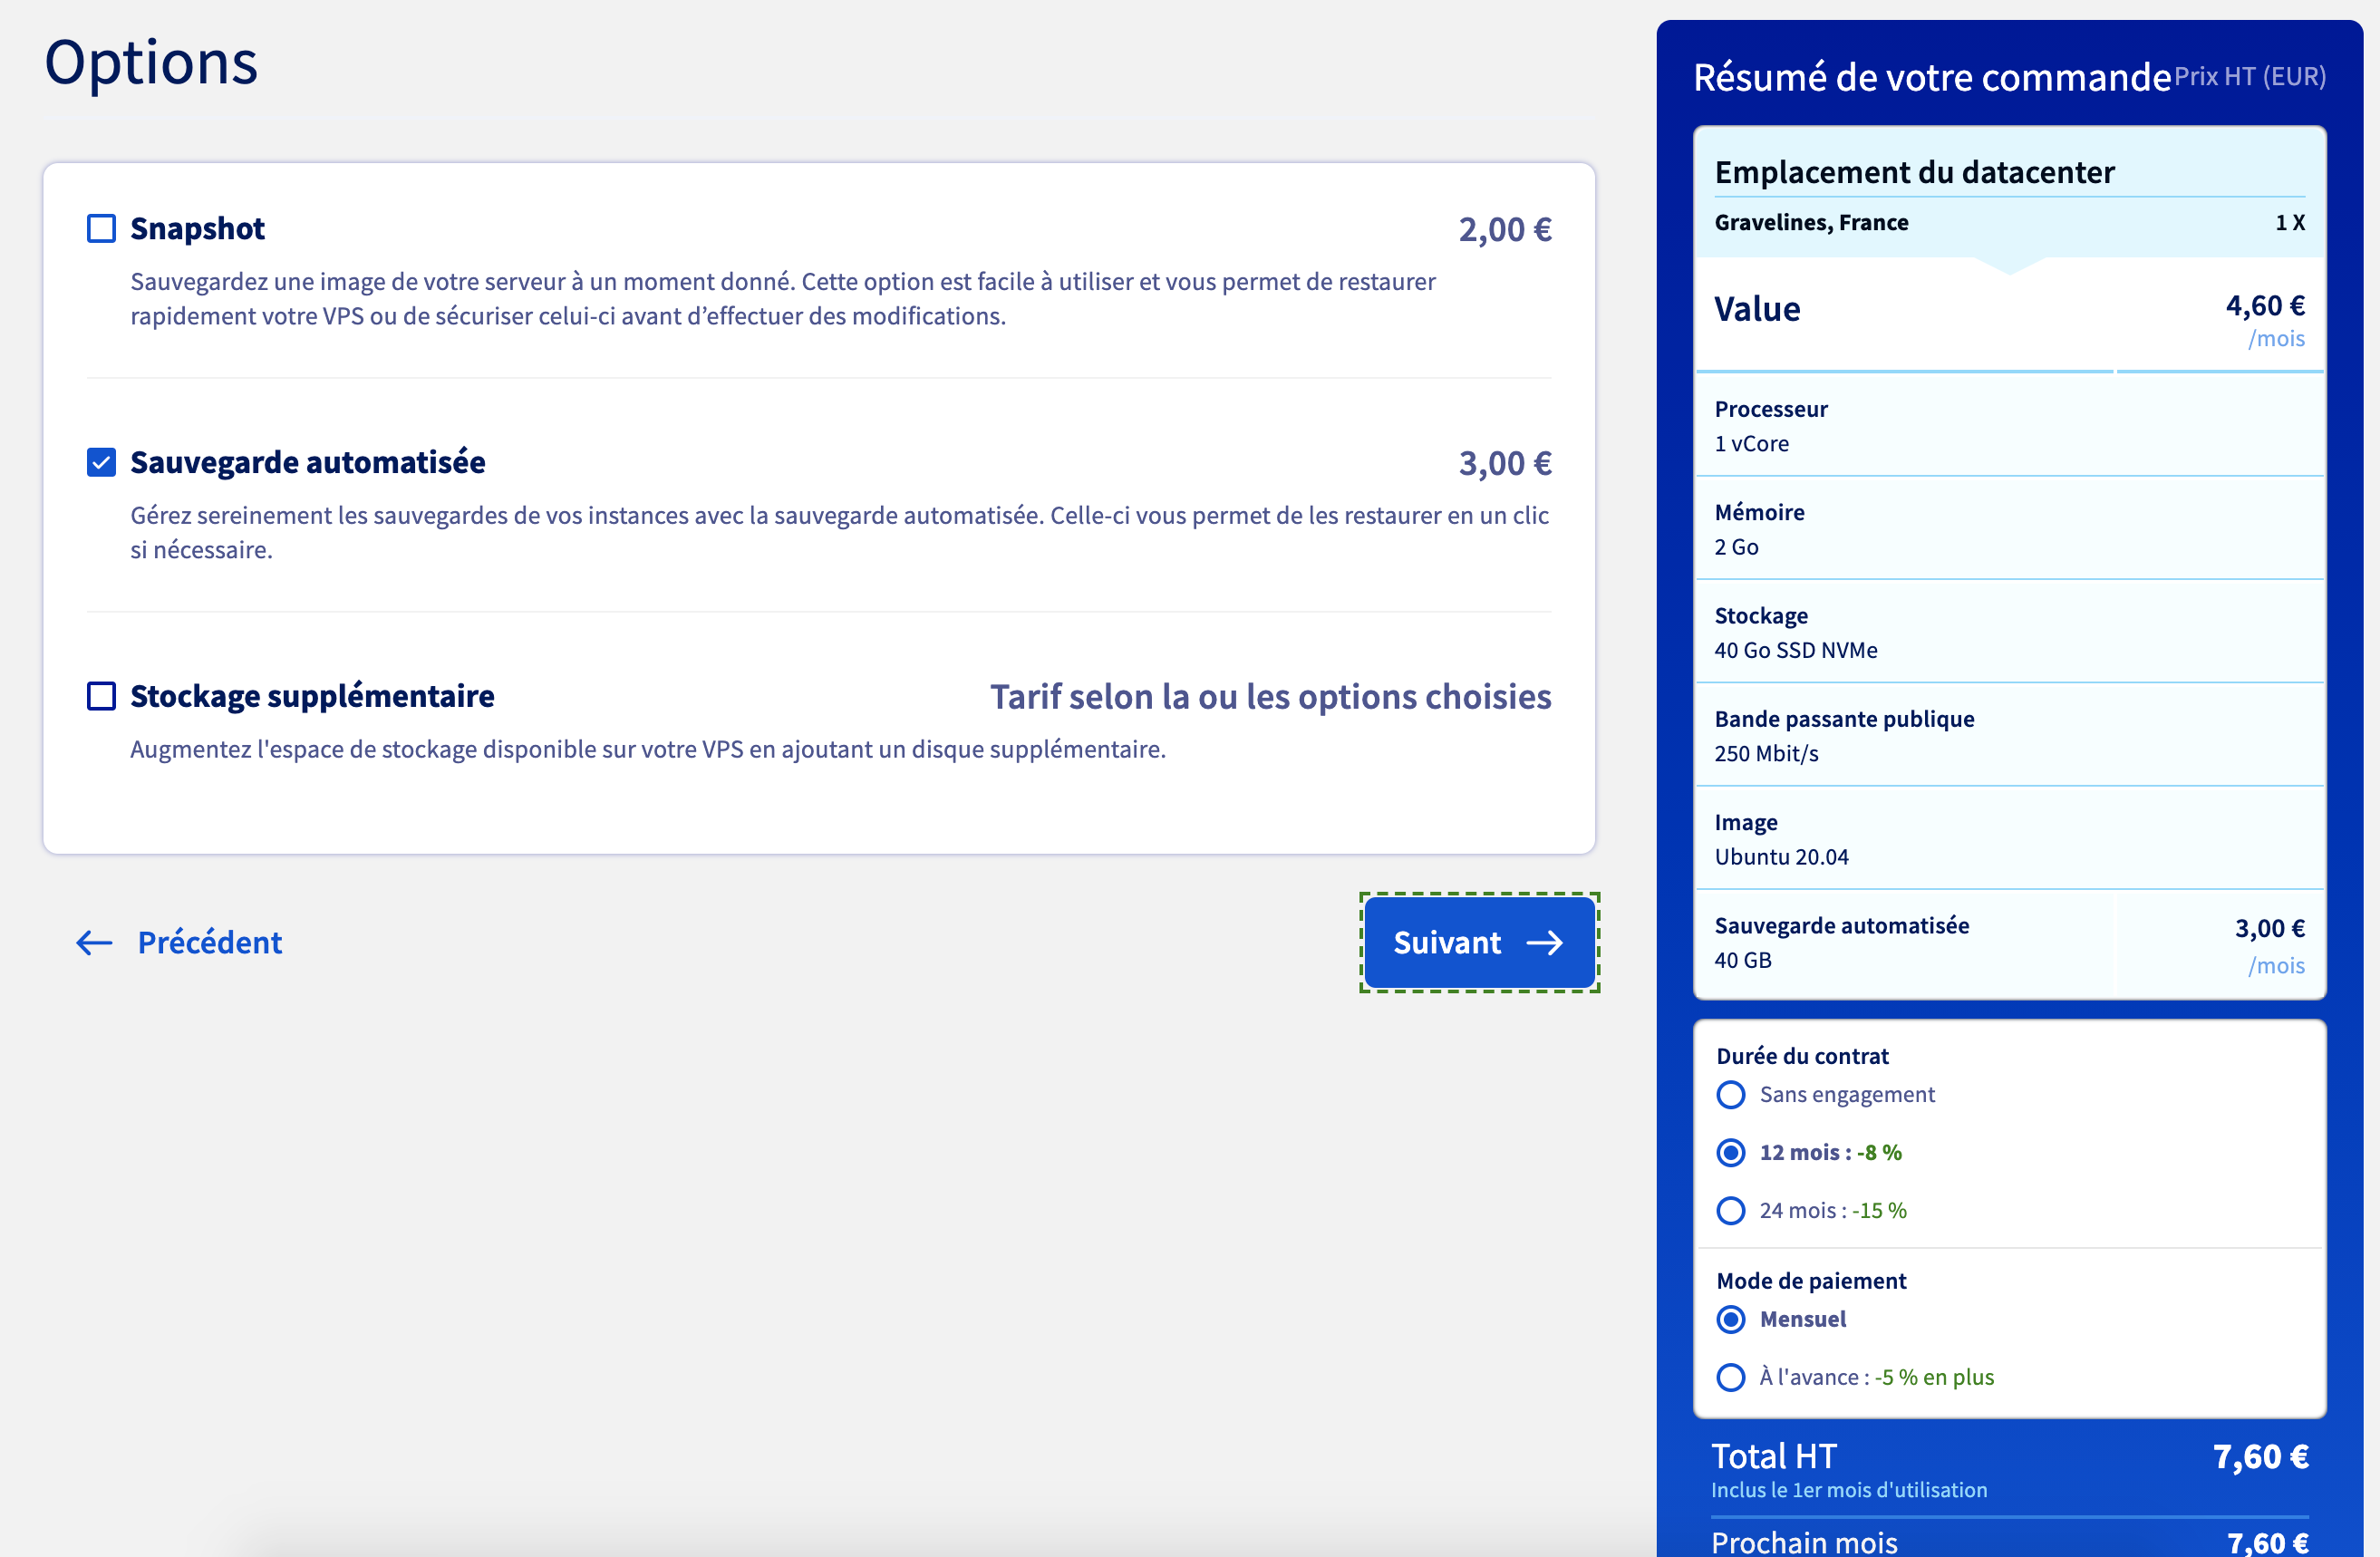 Options
Snapshot
2,00 €
Sauvegardez une image de votre serveur à un moment donné. Cette option est facile à utiliser et vous permet de restaurer
rapidement votre VPS ou de sécuriser celui-ci avant d’effectuer des modifications.
Sauvegarde automatisée
3,00 €
Gérez sereinement les sauvegardes de vos instances avec la sauvegarde automatisée. Celle-ci vous permet de les restaurer en un clic
si nécessaire.
Stockage supplémentaire
Tarif selon la ou les options choisies
Augmentez l'espace de stockage disponible sur votre VPS en ajoutant un disque supplémentaire.
Précédent
Suivant
Résumé de votre commande
Prix HT (EUR)
Emplacement du datacenter
Gravelines, France
1 X
Value
4,60 €
/mois
Processeur
1 vCore
Mémoire
2 Go
Stockage
40 Go SSD NVMe
Bande passante publique
250 Mbit/s
Image
Ubuntu 20.04
Sauvegarde automatisée
3,00 €
40 GB
/mois
Durée du contrat
Sans engagement
12 mois : -8 %
24 mois : -15 %
Mode de paiement
Mensuel
À l'avance : -5 % en plus
Total HT
7,60 €
Inclus le 1er mois d'utilisation
Prochain mois
7,60 €